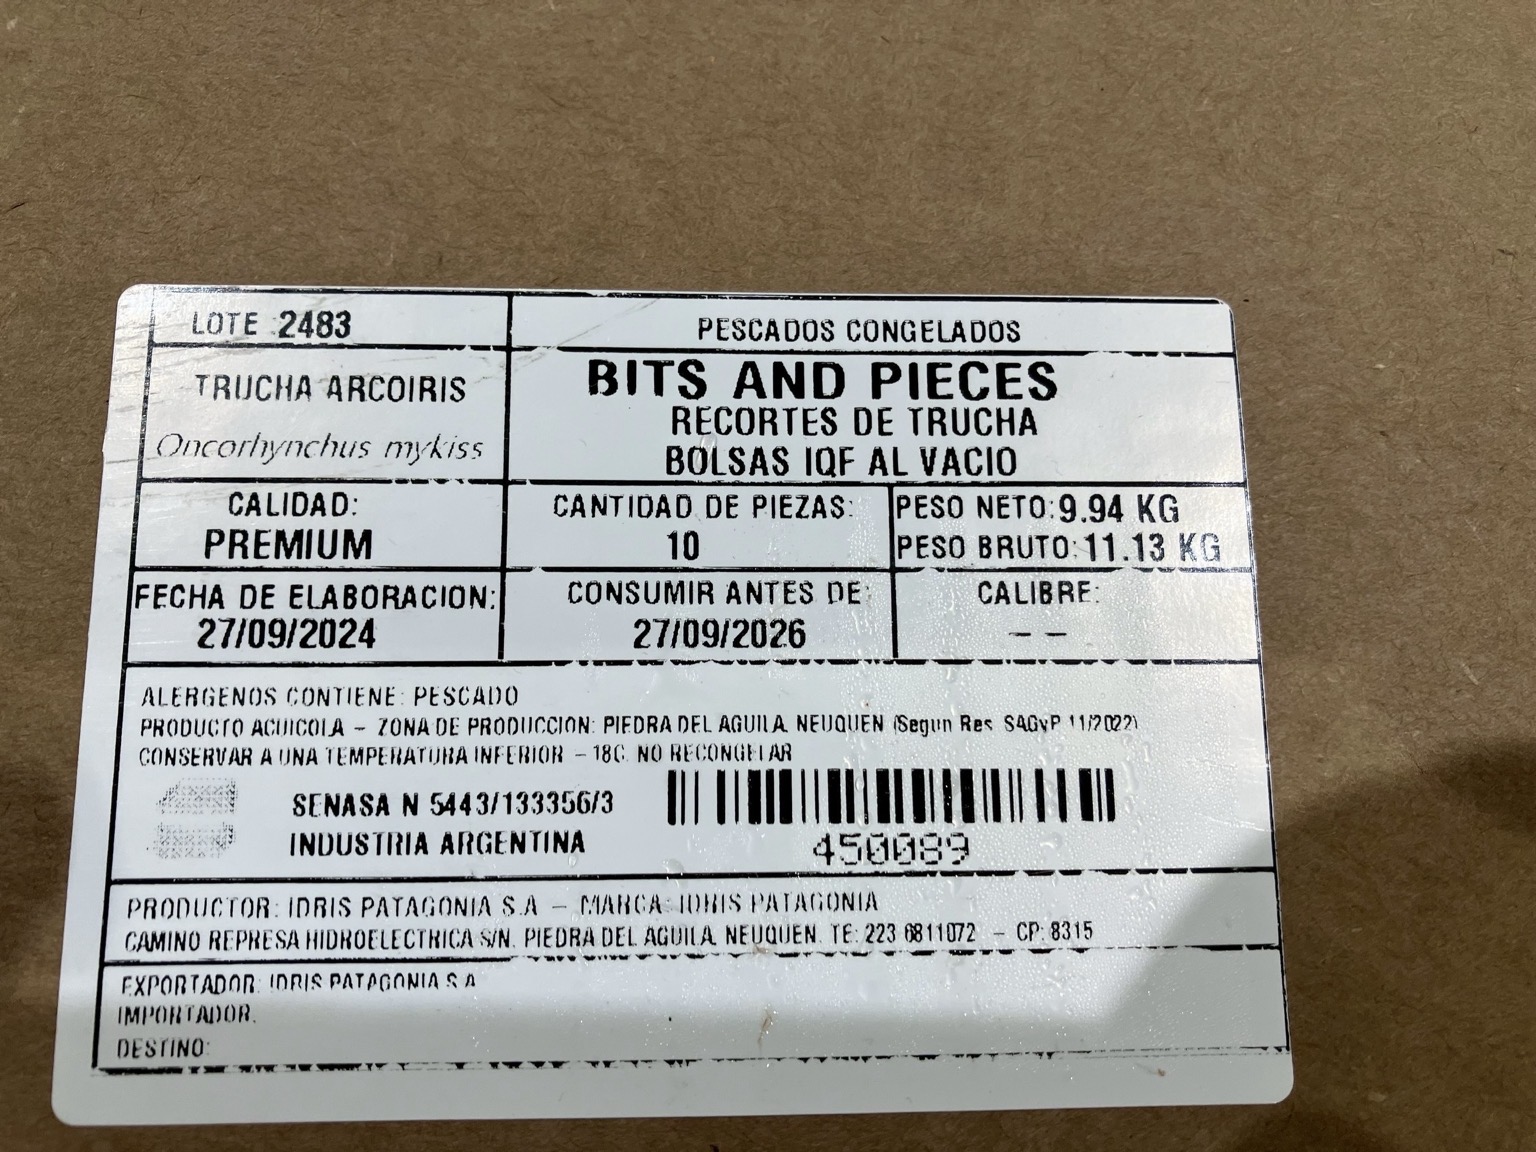 LOTE :2483
PESCADOS CONGELADOS
TRUCHA ARCOIRIS
Oncorhynchus mykiss
BITS AND PIECES
RECORTES DE TRUCHA
BOLSAS IQF AL VACIO
CALIDAD:
PREMIUM
CANTIDAD DE PIEZAS:
10
PESO NETO:9.94 KG
PESO BRUTO:11.13 KG
FECHA DE ELABORACION:
27/09/2024
CONSUMIR ANTES DE:
27/09/2026
CALIBRE:
– –
ALERGENOS CONTIENE: PESCADO
PRODUCTO ACUICOLA – ZONA DE PRODUCCION: PIEDRA DEL AGUILA. NEUQUEN (Segun Res. SAGyP 11/2022)
CONSERVAR A UNA TEMPERATURA INFERIOR – 18C. NO RECONGELAR
SENASA N 5443/133356/3
INDUSTRIA ARGENTINA
450089
PRODUCTOR: IDRIS PATAGONIA S.A – MARCA: IDRIS PATAGONIA
CAMINO REPRESA HIDROELECTRICA S/N. PIEDRA DEL AGUILA. NEUQUEN. TE: 223 6811072 – CP: 8315
EXPORTADOR: IDRIS PATAGONIA S.A
IMPORTADOR:
DESTINO: